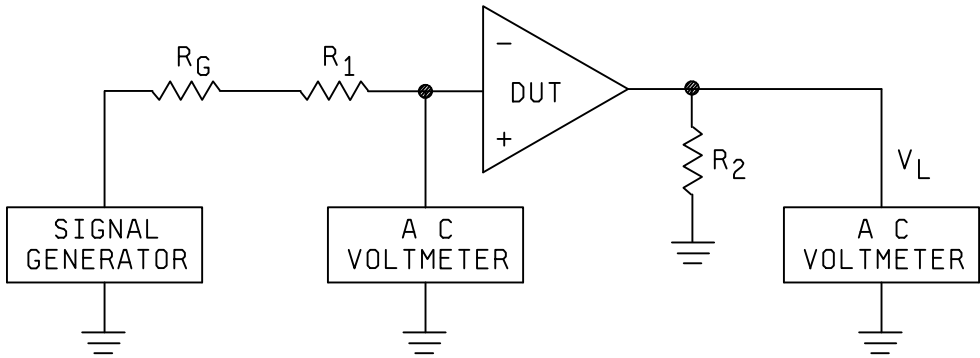 R_G
R_1
−
DUT
+
R_2
V_L
SIGNAL
GENERATOR
A C
VOLTMETER
A C
VOLTMETER